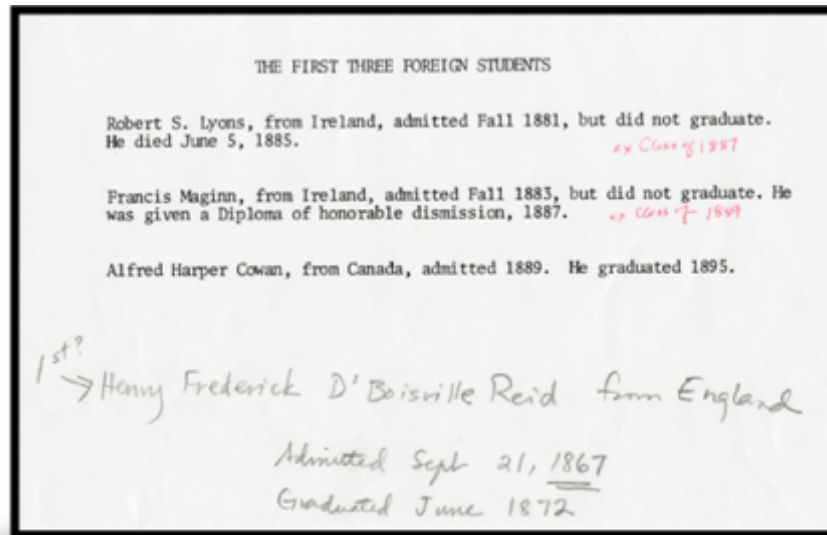 THE FIRST THREE FOREIGN STUDENTS
Robert S. Lyons, from Ireland, admitted Fall 1881, but did not graduate.
He died June 5, 1885.
ex Class of 1887
Francis Maginn, from Ireland, admitted Fall 1883, but did not graduate. He
was given a Diploma of honorable dismission, 1887.
ex Class of 1889
Alfred Harper Cowan, from Canada, admitted 1889. He graduated 1895.
1st?
Henry Frederick D'Boisville Reid from England
Admitted Sept 21, 1867
Graduated June 1872